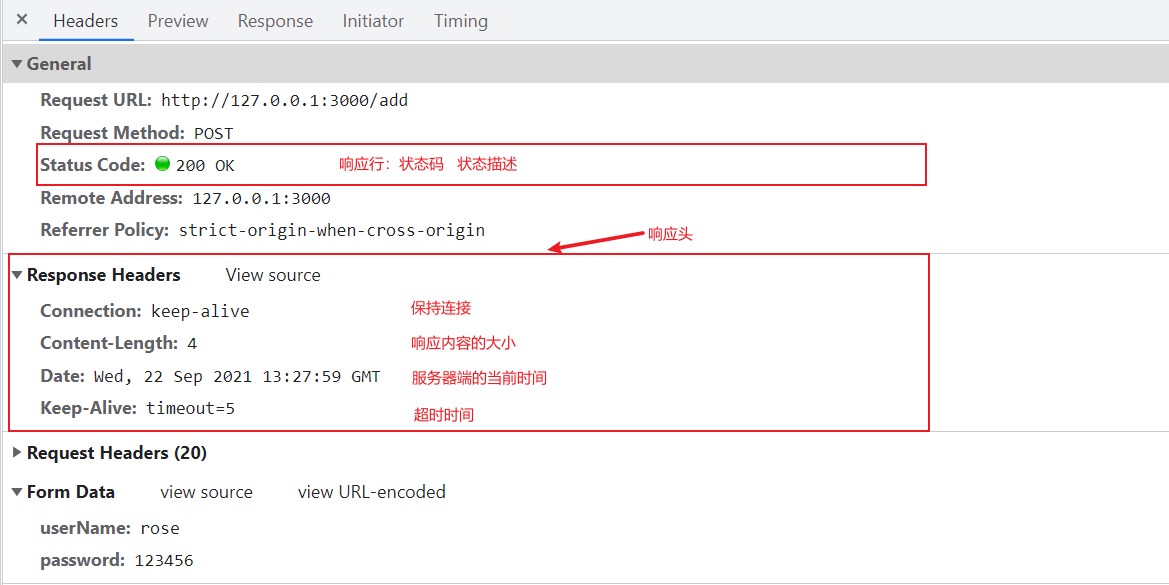 ✕ Headers Preview Response Initiator Timing
General
Request URL: http://127.0.0.1:3000/add
Request Method: POST
Status Code: 200 OK 响应行：状态码 状态描述
Remote Address: 127.0.0.1:3000
Referrer Policy: strict-origin-when-cross-origin
响应头
Response Headers View source
Connection: keep-alive 保持连接
Content-Length: 4 响应内容的大小
Date: Wed, 22 Sep 2021 13:27:59 GMT 服务器端的当前时间
Keep-Alive: timeout=5 超时时间
Request Headers (20)
Form Data view source view URL-encoded
userName: rose
password: 123456